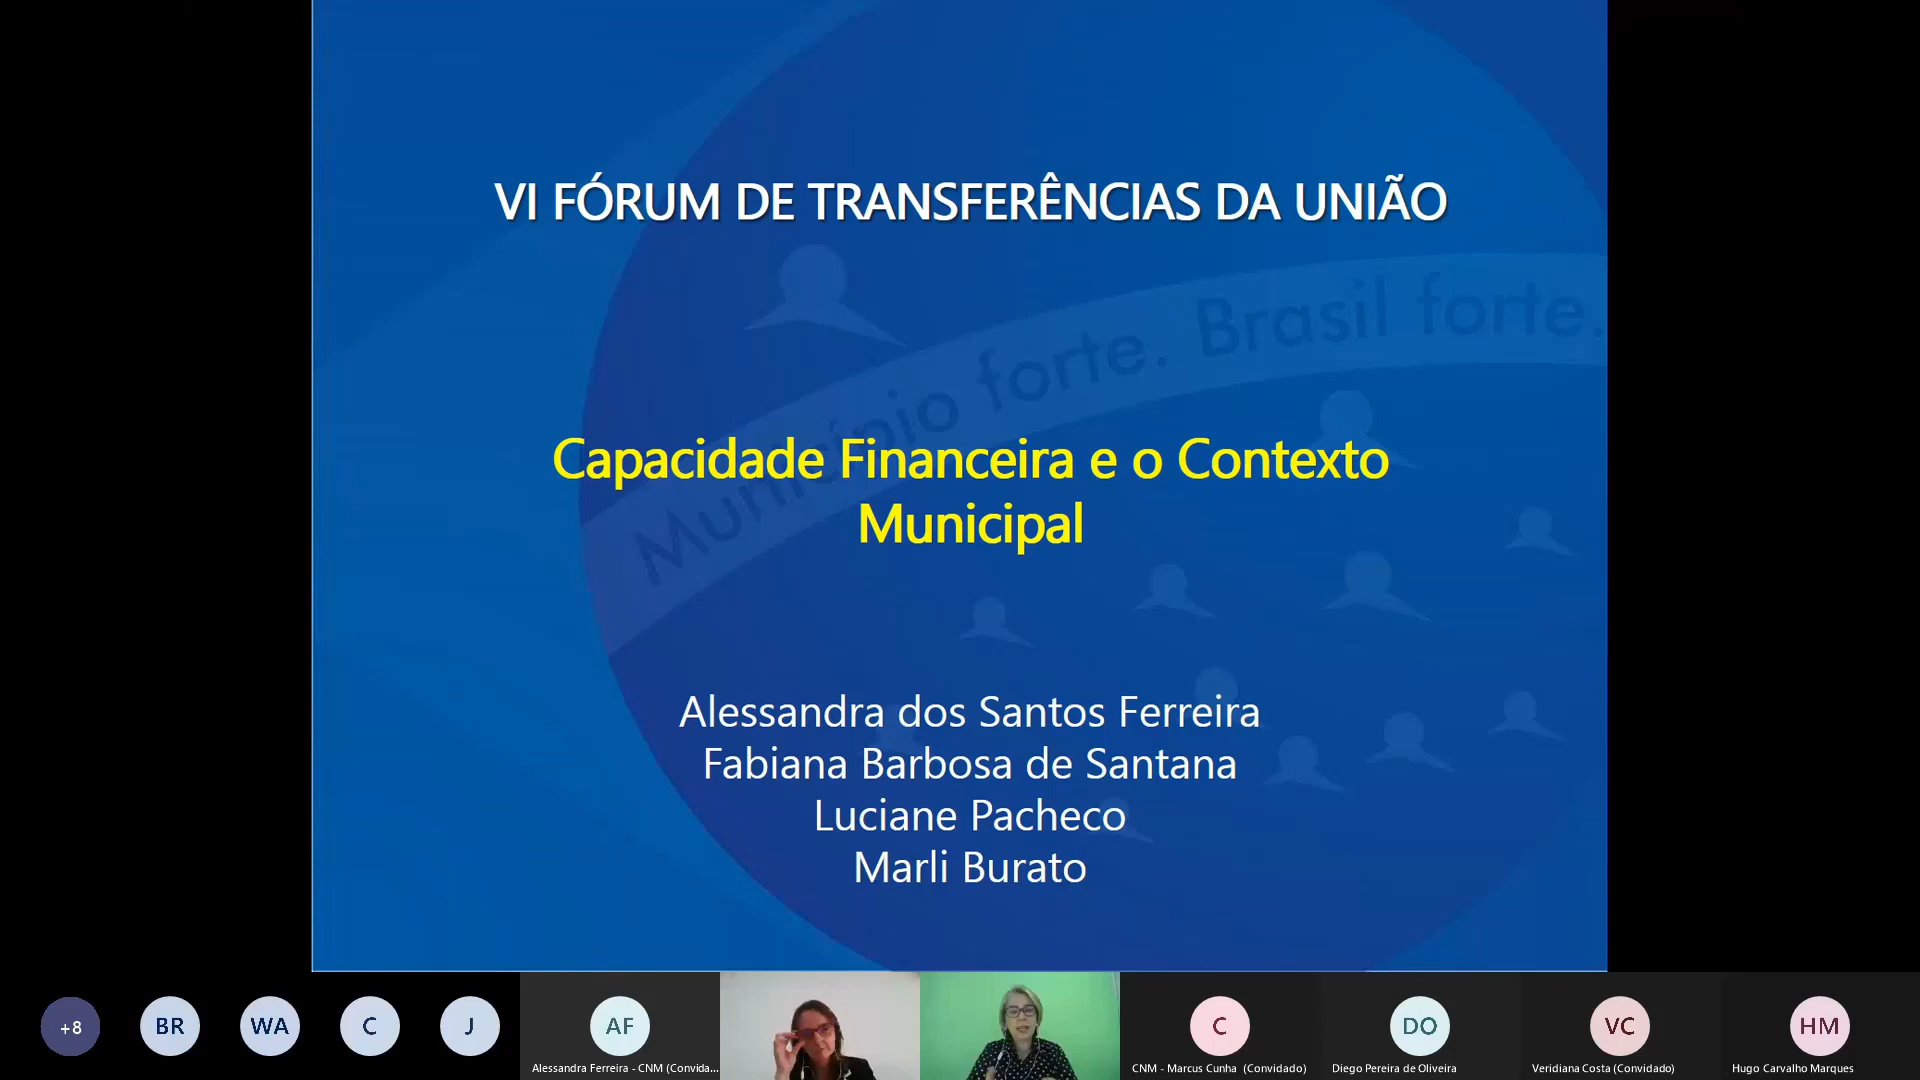 VI FÓRUM DE TRANSFERÊNCIAS DA UNIÃO
Município forte. Brasil forte.
Capacidade Financeira e o Contexto
Municipal
Alessandra dos Santos Ferreira
Fabiana Barbosa de Santana
Luciane Pacheco
Marli Burato
+8
BR
WA
C
J
AF
C
DO
VC
HM
Alessandra Ferreira - CNM (Convida...
CNM - Marcus Cunha (Convidado)
Diego Pereira de Oliveira
Veridiana Costa (Convidado)
Hugo Carvalho Marques